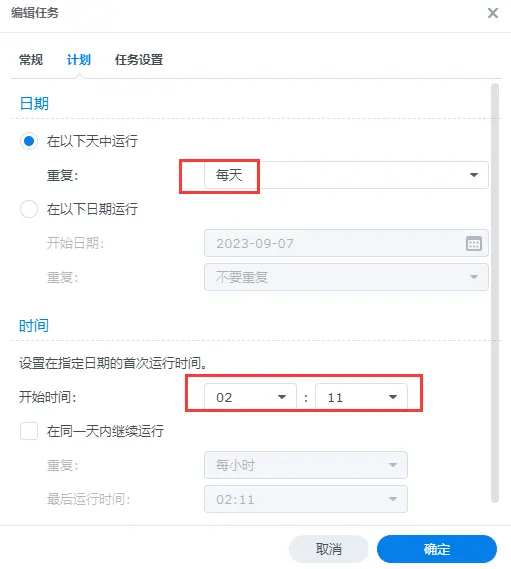 编辑任务
常规 计划 任务设置
日期
在以下天中运行
重复: 每天
在以下日期运行
开始日期: 2023-09-07
重复: 不要重复
时间
设置在指定日期的首次运行时间。
开始时间: 02 : 11
在同一天内继续运行
重复: 每小时
最后运行时间: 02:11
取消 确定